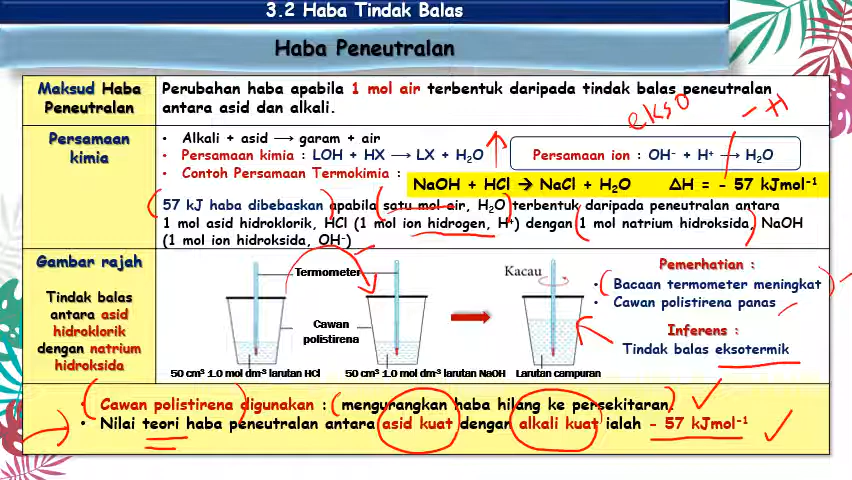 3.2 Haba Tindak Balas
Haba Peneutralan
Maksud Haba Peneutralan
Perubahan haba apabila 1 mol air terbentuk daripada tindak balas peneutralan
antara asid dan alkali.
ekso
- H
Persamaan
kimia
• Alkali + asid → garam + air
• Persamaan kimia : LOH + HX → LX + H₂O
Persamaan ion : OH⁻ + H⁺ → H₂O
• Contoh Persamaan Termokimia :
NaOH + HCl → NaCl + H₂O ΔH = - 57 kJmol⁻¹
57 kJ haba dibebaskan apabila satu mol air, H₂O terbentuk daripada peneutralan antara
1 mol asid hidroklorik, HCl (1 mol ion hidrogen, H⁺) dengan 1 mol natrium hidroksida, NaOH
(1 mol ion hidroksida, OH⁻)
Gambar rajah
Tindak balas
antara asid
hidroklorik
dengan natrium
hidroksida
Termometer
Cawan
polistirena
50 cm³ 1.0 mol dm⁻³ larutan HCl
50 cm³ 1.0 mol dm⁻³ larutan NaOH
Kacau
Larutan campuran
Pemerhatian :
• Bacaan termometer meningkat
• Cawan polistirena panas
Inferens :
Tindak balas eksotermik
• Cawan polistirena digunakan : mengurangkan haba hilang ke persekitaran
• Nilai teori haba peneutralan antara asid kuat dengan alkali kuat ialah - 57 kJmol⁻¹